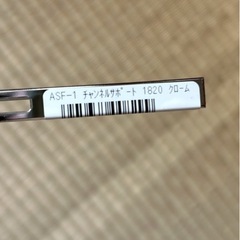 ASF-1 ﾁｬﾝﾈﾙｻﾎﾟｰﾄ 1820 ｸﾛｰﾑ